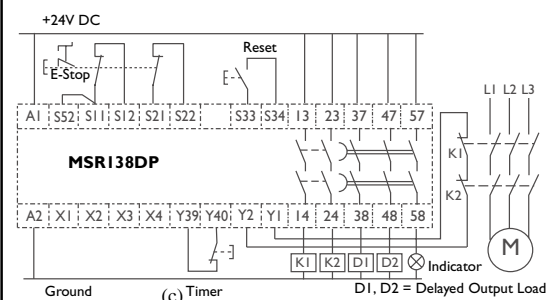 +24V DC
Reset
E-Stop
L1 L2 L3
A1 S52 S11 S12 S21 S22 S33 S34 13 23 37 47 57
K1
MSR138DP
K2
A2 X1 X2 X3 X4 Y39 Y40 Y2 Y1 14 24 38 48 58
M
K1 K2 D1 D2 Indicator
Ground (c) Timer D1, D2 = Delayed Output Load